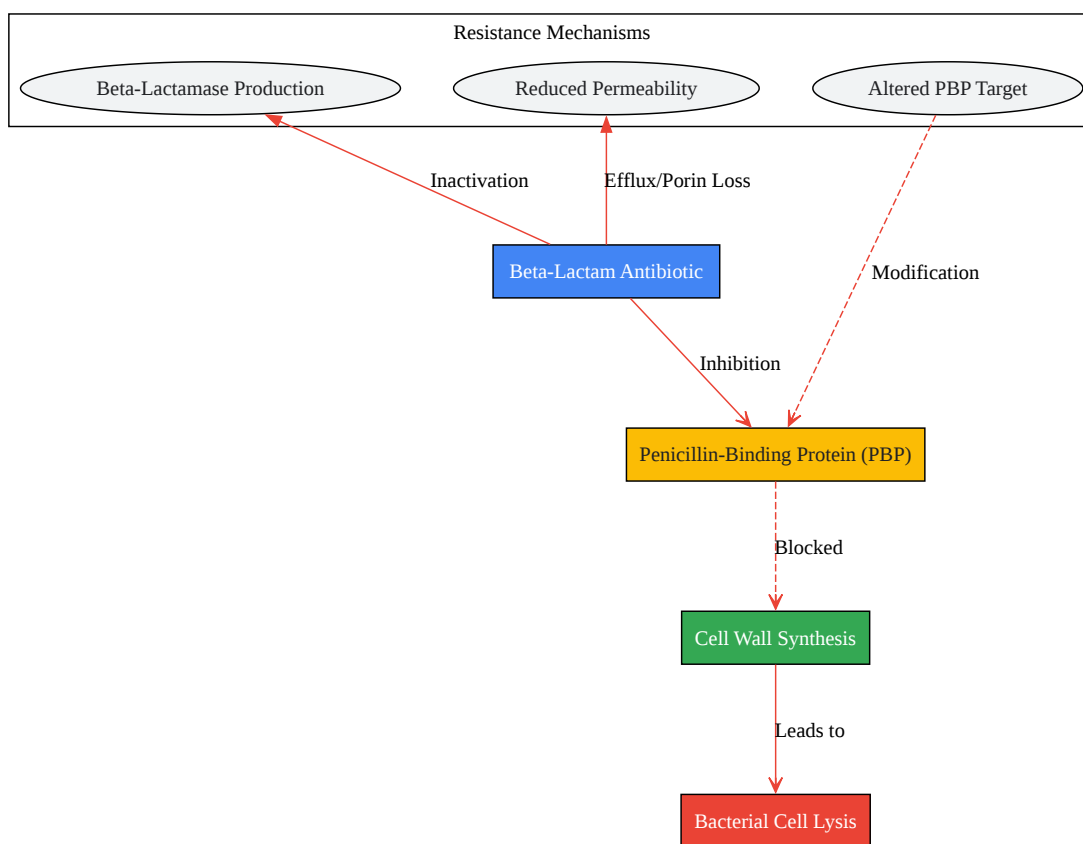 Resistance Mechanisms
Beta-Lactamase Production
Reduced Permeability
Altered PBP Target
Inactivation
Efflux/Porin Loss
Beta-Lactam Antibiotic
Modification
Inhibition
Penicillin-Binding Protein (PBP)
Blocked
Cell Wall Synthesis
Leads to
Bacterial Cell Lysis